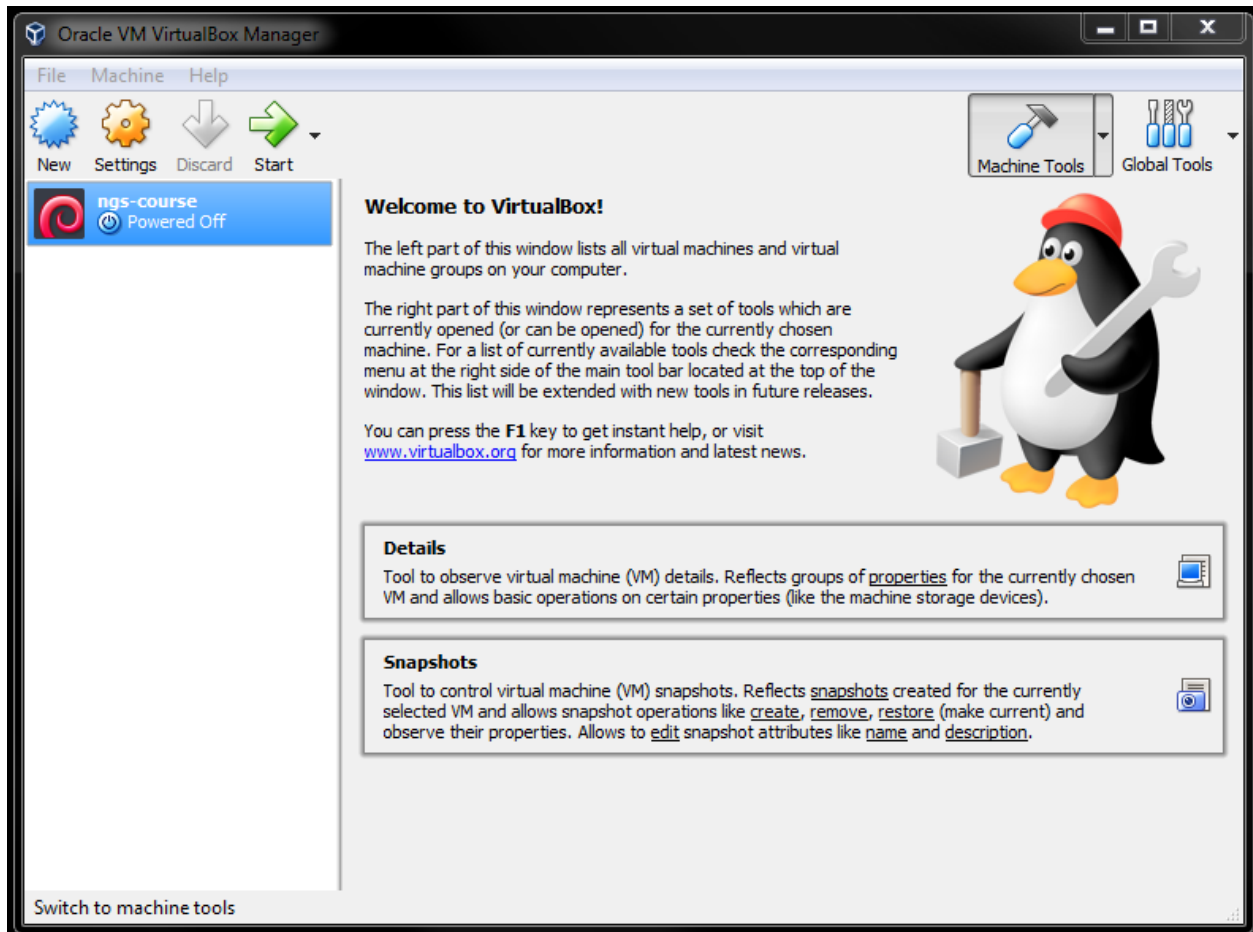 Oracle VM VirtualBox Manager
File Machine Help
New Settings Discard Start
Machine Tools Global Tools
ngs-course
Powered Off
Welcome to VirtualBox!
The left part of this window lists all virtual machines and virtual
machine groups on your computer.
The right part of this window represents a set of tools which are
currently opened (or can be opened) for the currently chosen
machine. For a list of currently available tools check the corresponding
menu at the right side of the main tool bar located at the top of the
window. This list will be extended with new tools in future releases.
You can press the F1 key to get instant help, or visit
www.virtualbox.org for more information and latest news.
Details
Tool to observe virtual machine (VM) details. Reflects groups of properties for the currently chosen
VM and allows basic operations on certain properties (like the machine storage devices).
Snapshots
Tool to control virtual machine (VM) snapshots. Reflects snapshots created for the currently
selected VM and allows snapshot operations like create, remove, restore (make current) and
observe their properties. Allows to edit snapshot attributes like name and description.
Switch to machine tools